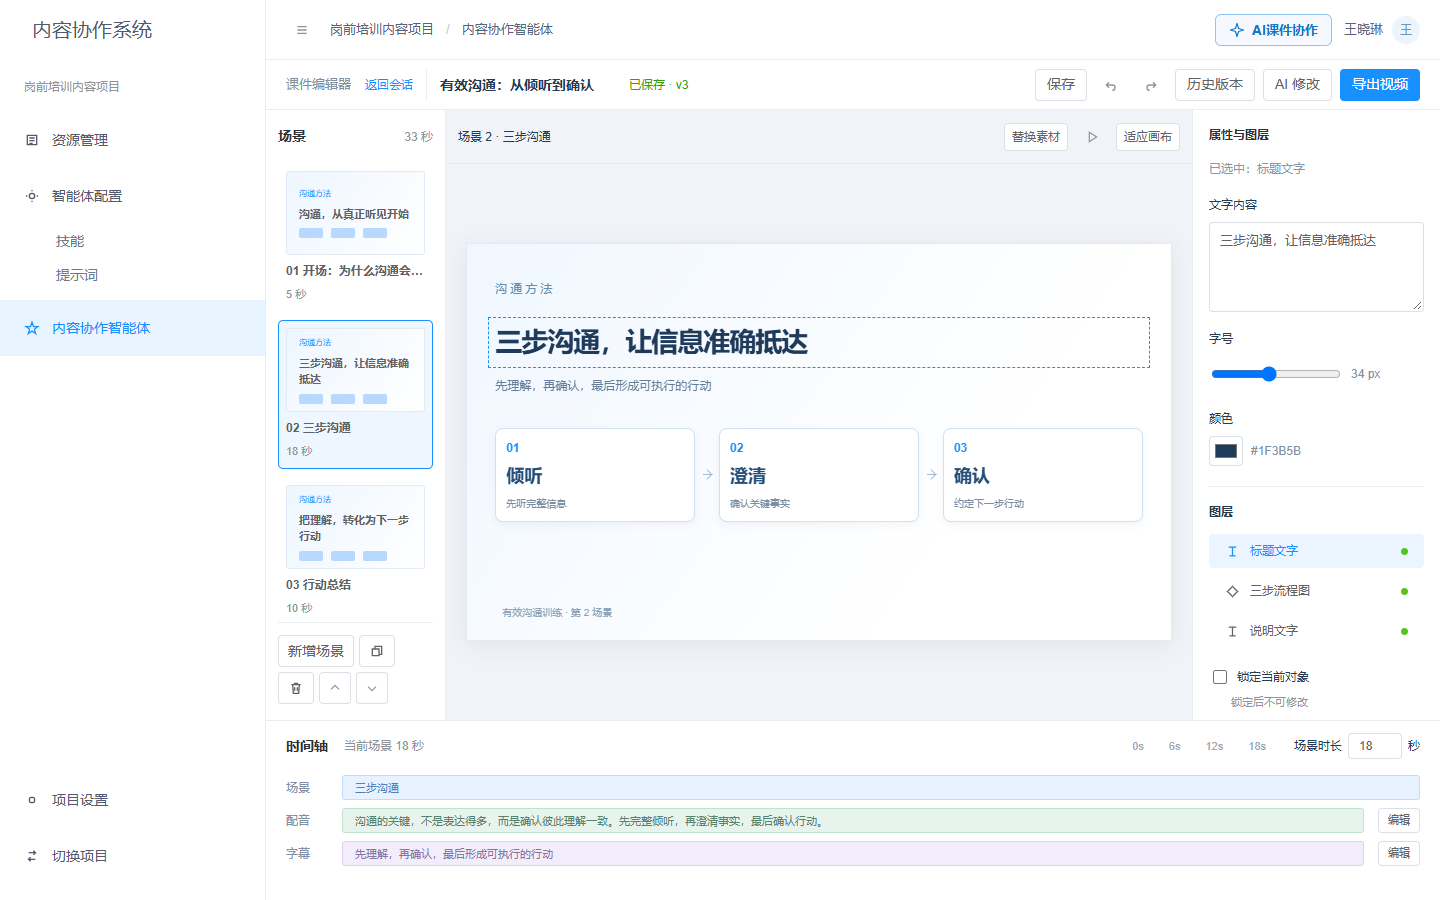 内容协作系统
岗前培训内容项目
资源管理
智能体配置
技能
提示词
内容协作智能体
项目设置
切换项目
岗前培训内容项目 / 内容协作智能体
AI课件协作
王晓琳
王
课件编辑器
返回会话
有效沟通：从倾听到确认
已保存 · v3
保存
历史版本
AI 修改
导出视频
场景
33 秒
沟通方法
沟通，从真正听见开始
01 开场：为什么沟通会...
5 秒
沟通方法
三步沟通，让信息准确
抵达
02 三步沟通
18 秒
沟通方法
把理解，转化为下一步
行动
03 行动总结
10 秒
新增场景
场景 2 · 三步沟通
替换素材
适应画布
沟通方法
三步沟通，让信息准确抵达
先理解，再确认，最后形成可执行的行动
01
倾听
先听完整信息
02
澄清
确认关键事实
03
确认
约定下一步行动
有效沟通训练 · 第 2 场景
属性与图层
已选中：标题文字
文字内容
三步沟通，让信息准确抵达
字号
34 px
颜色
#1F3B5B
图层
标题文字
三步流程图
说明文字
锁定当前对象
锁定后不可修改
时间轴
当前场景 18 秒
0s
6s
12s
18s
场景时长
18
秒
场景
三步沟通
配音
沟通的关键，不是表达得多，而是确认彼此理解一致。先完整倾听，再澄清事实，最后确认行动。
编辑
字幕
先理解，再确认，最后形成可执行的行动
编辑